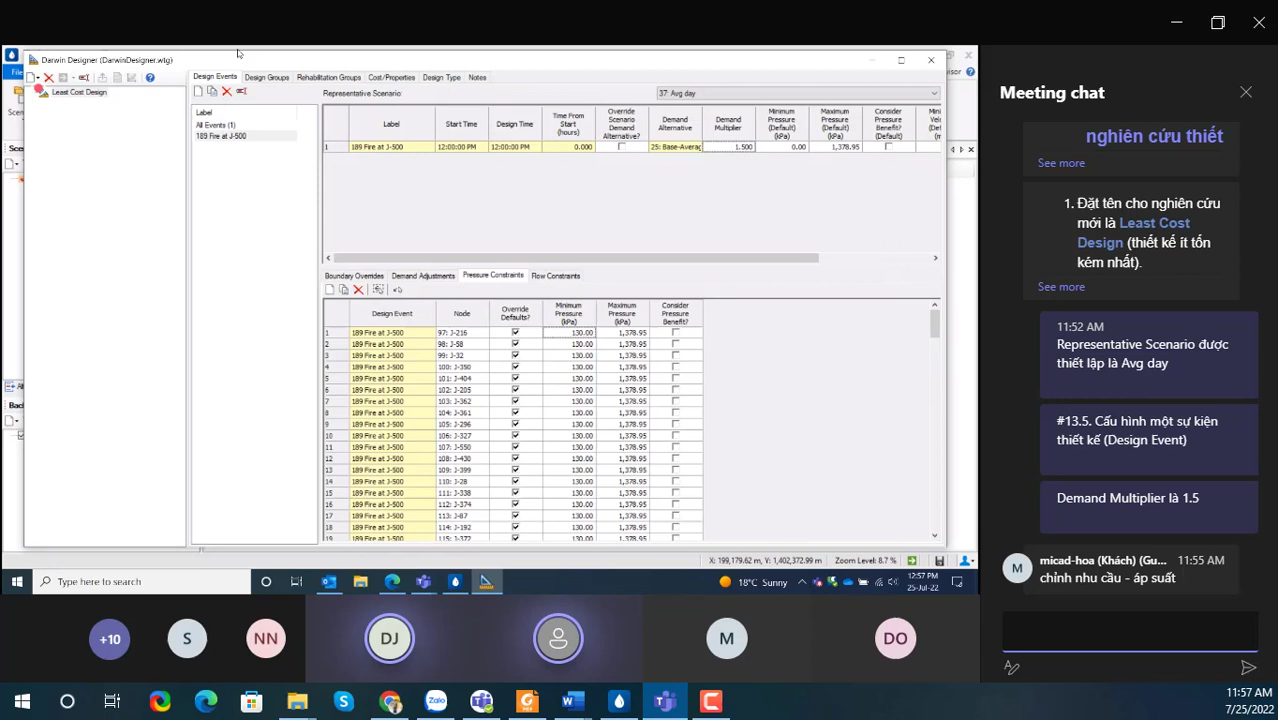 Darwin Designer (DarwinDesigner.wtg)
Least Cost Design
Design Events Design Groups Rehabilitation Groups Cost/Properties Design Type Notes
Label
All Events (1)
189 Fire at J-500
Representative Scenario: 37: Avg day
Label Start Time Design Time Time From Start (hours) Override Scenario Demand Alternative? Demand Alternative Demand Multiplier Minimum Pressure (Default) (kPa) Maximum Pressure (Default) (kPa) Consider Pressure Benefit? (Default)
1 189 Fire at J-500 12:00:00 PM 12:00:00 PM 0.000 25: Base-Averag 1.500 0.00 1,378.95
Boundary Overrides Demand Adjustments Pressure Constraints Flow Constraints
Design Event Node Override Defaults? Minimum Pressure (kPa) Maximum Pressure (kPa) Consider Pressure Benefit?
1 189 Fire at J-500 97: J-216 130.00 1,378.95
2 189 Fire at J-500 98: J-58 130.00 1,378.95
3 189 Fire at J-500 99: J-32 130.00 1,378.95
4 189 Fire at J-500 100: J-350 130.00 1,378.95
5 189 Fire at J-500 101: J-404 130.00 1,378.95
6 189 Fire at J-500 102: J-205 130.00 1,378.95
7 189 Fire at J-500 103: J-362 130.00 1,378.95
8 189 Fire at J-500 104: J-361 130.00 1,378.95
9 189 Fire at J-500 105: J-296 130.00 1,378.95
10 189 Fire at J-500 106: J-327 130.00 1,378.95
11 189 Fire at J-500 107: J-550 130.00 1,378.95
12 189 Fire at J-500 108: J-430 130.00 1,378.95
13 189 Fire at J-500 109: J-399 130.00 1,378.95
14 189 Fire at J-500 110: J-28 130.00 1,378.95
15 189 Fire at J-500 111: J-338 130.00 1,378.95
16 189 Fire at J-500 112: J-374 130.00 1,378.95
17 189 Fire at J-500 113: J-87 130.00 1,378.95
18 189 Fire at J-500 114: J-192 130.00 1,378.95
19 189 Fire at J-500 115: J-372 130.00 1,378.95
X: 199,179.62 m, Y: 1,402,372.99 m Zoom Level: 8.7 %
Type here to search
18°C Sunny
12:57 PM
25-Jul-22
+10 S NN DJ M DO
Meeting chat
nghiên cứu thiết
See more
1. Đặt tên cho nghiên cứu
mới là Least Cost
Design (thiết kế ít tốn
kém nhất).
See more
11:52 AM
Representative Scenario được
thiết lập là Avg day
#13.5. Cấu hình một sự kiện
thiết kế (Design Event)
Demand Multiplier là 1.5
M micad-hoa (Khách) (Gu... 11:55 AM
chỉnh nhu cầu - áp suất
11:57 AM
7/25/2022